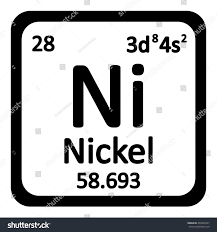 28 3d⁸4s²
Ni
Nickel
58.693
shutterstock